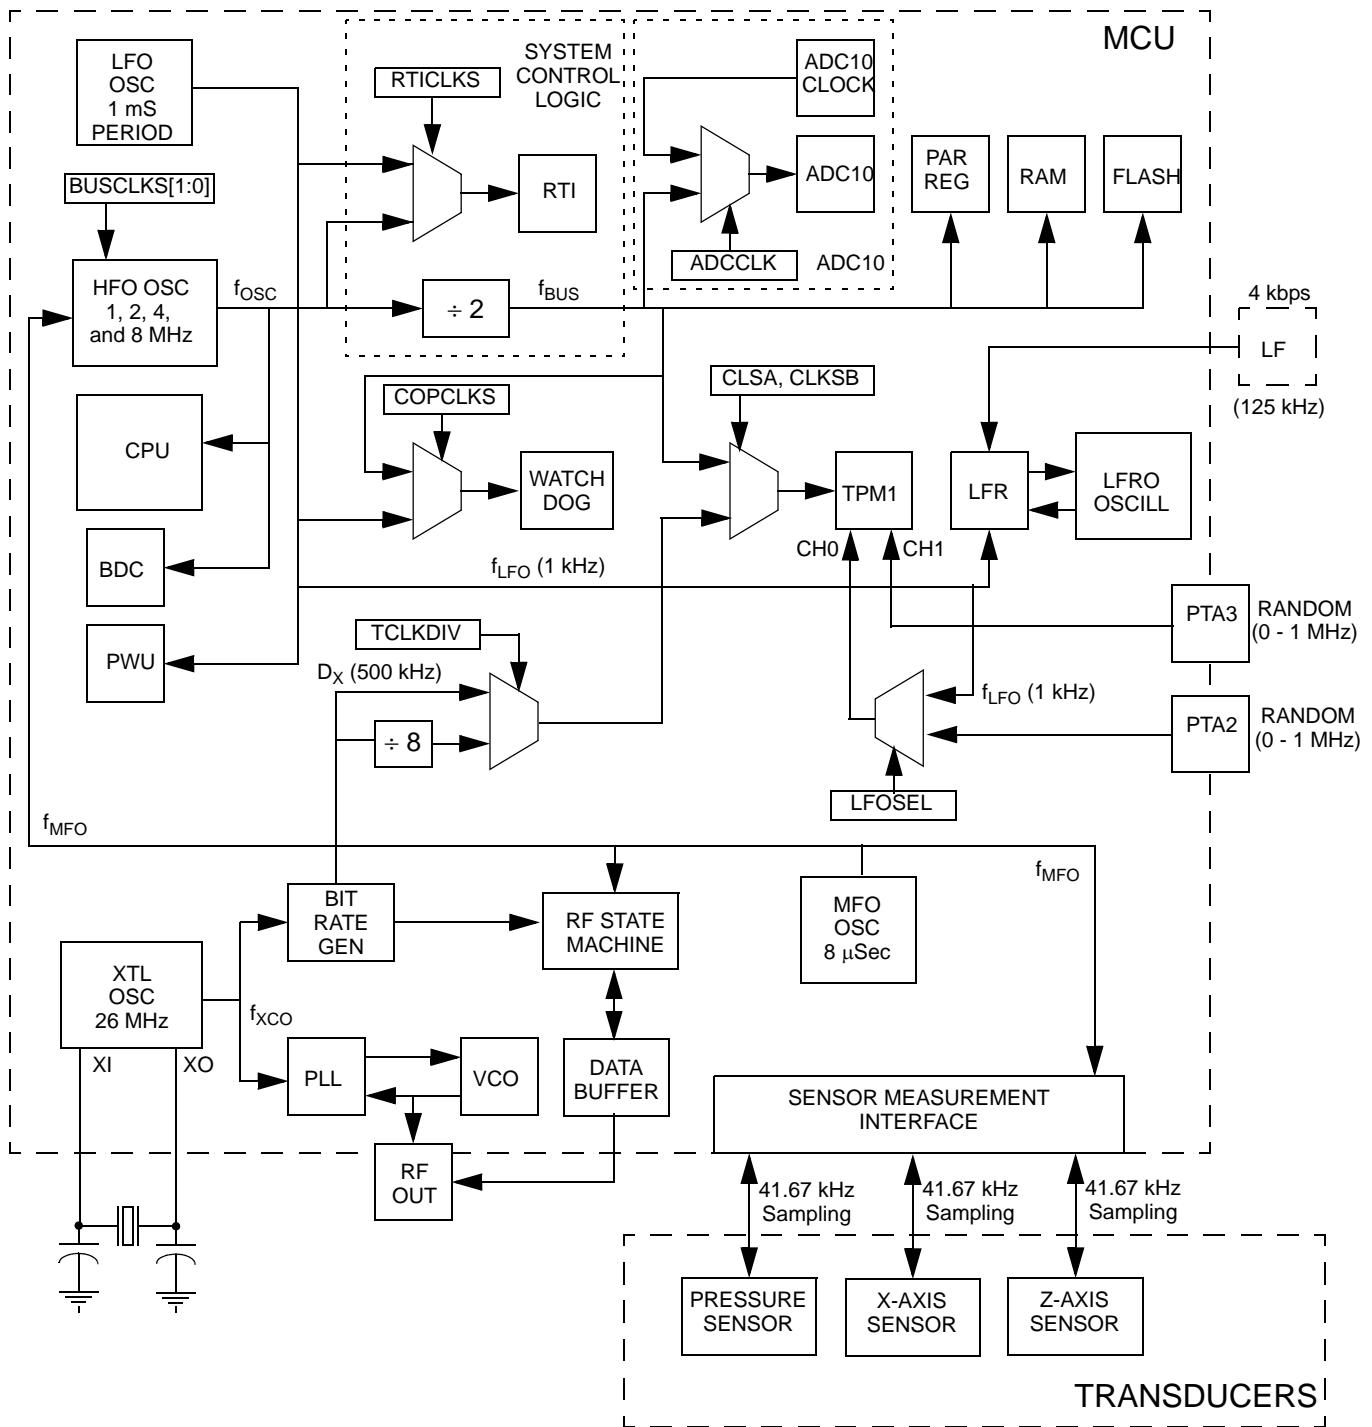 MCU
LFO
OSC
1 mS
PERIOD
SYSTEM
CONTROL
LOGIC
RTICLKS
ADC10
CLOCK
BUSCLKS[1:0]
RTI
ADC10
PAR
REG
RAM
FLASH
ADCCLK
ADC10
HFO OSC
1, 2, 4,
and 8 MHz
fOSC
÷ 2
fBUS
4 kbps
LF
(125 kHz)
CPU
COPCLKS
CLSA, CLKSB
WATCH
DOG
TPM1
LFR
LFRO
OSCILL
CH0
CH1
BDC
fLFO (1 kHz)
PTA3
RANDOM
(0 - 1 MHz)
PWU
TCLKDIV
DX (500 kHz)
÷ 8
fLFO (1 kHz)
PTA2
RANDOM
(0 - 1 MHz)
LFOSEL
fMFO
fMFO
BIT
RATE
GEN
RF STATE
MACHINE
MFO
OSC
8 μSec
XTL
OSC
26 MHz
fXCO
XI
XO
PLL
VCO
DATA
BUFFER
SENSOR MEASUREMENT
INTERFACE
RF
OUT
41.67 kHz
Sampling
41.67 kHz
Sampling
41.67 kHz
Sampling
PRESSURE
SENSOR
X-AXIS
SENSOR
Z-AXIS
SENSOR
TRANSDUCERS